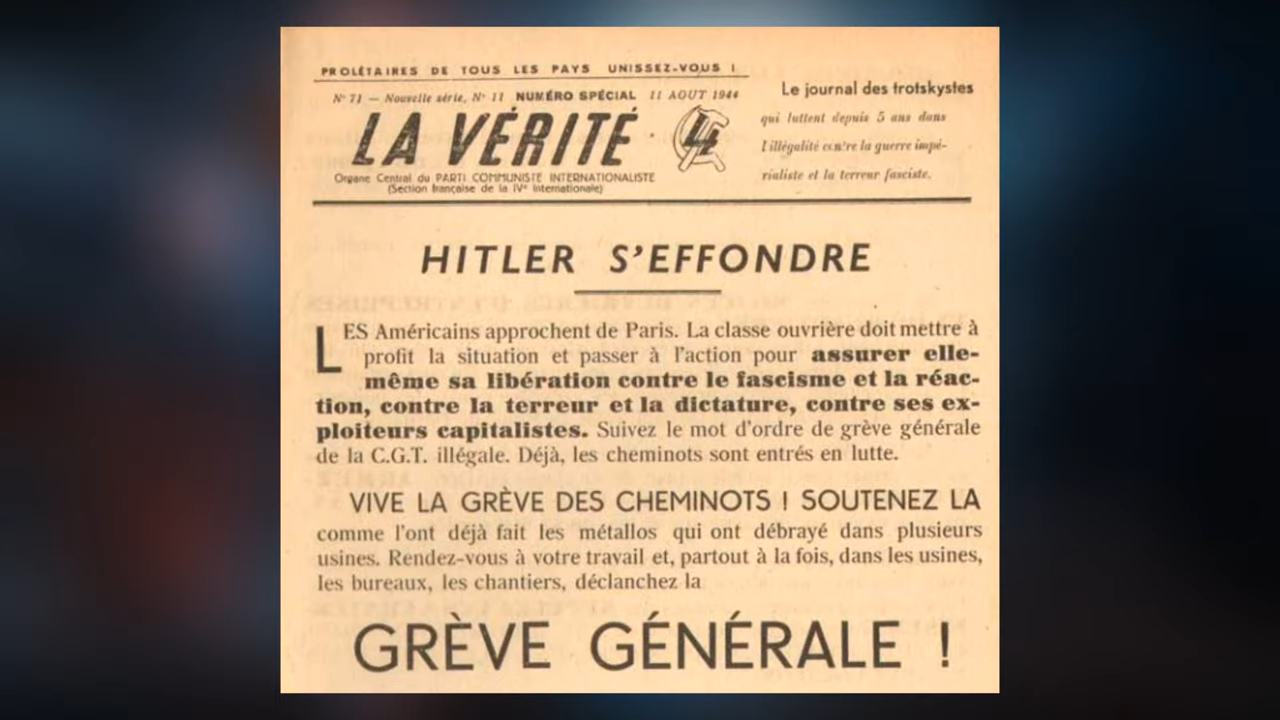 PROLÉTAIRES DE TOUS LES PAYS UNISSEZ-VOUS !
N° 71 — Nouvelle série, N° 11 NUMÉRO SPÉCIAL 11 AOUT 1944
LA VÉRITÉ
4
Organe Central du PARTI COMMUNISTE INTERNATIONALISTE
(Section française de la IVe Internationale)
Le journal des trotskystes
qui luttent depuis 5 ans dans
l'illégalité contre la guerre impé-
rialiste et la terreur fasciste.
HITLER S'EFFONDRE
LES Américains approchent de Paris. La classe ouvrière doit mettre à
profit la situation et passer à l'action pour assurer elle-
même sa libération contre le fascisme et la réac-
tion, contre la terreur et la dictature, contre ses ex-
ploiteurs capitalistes. Suivez le mot d'ordre de grève générale
de la C.G.T. illégale. Déjà, les cheminots sont entrés en lutte.
VIVE LA GRÈVE DES CHEMINOTS ! SOUTENEZ LA
comme l'ont déjà fait les métallos qui ont débrayé dans plusieurs
usines. Rendez-vous à votre travail et, partout à la fois, dans les usines,
les bureaux, les chantiers, déclanchez la
GRÈVE GÉNÉRALE !